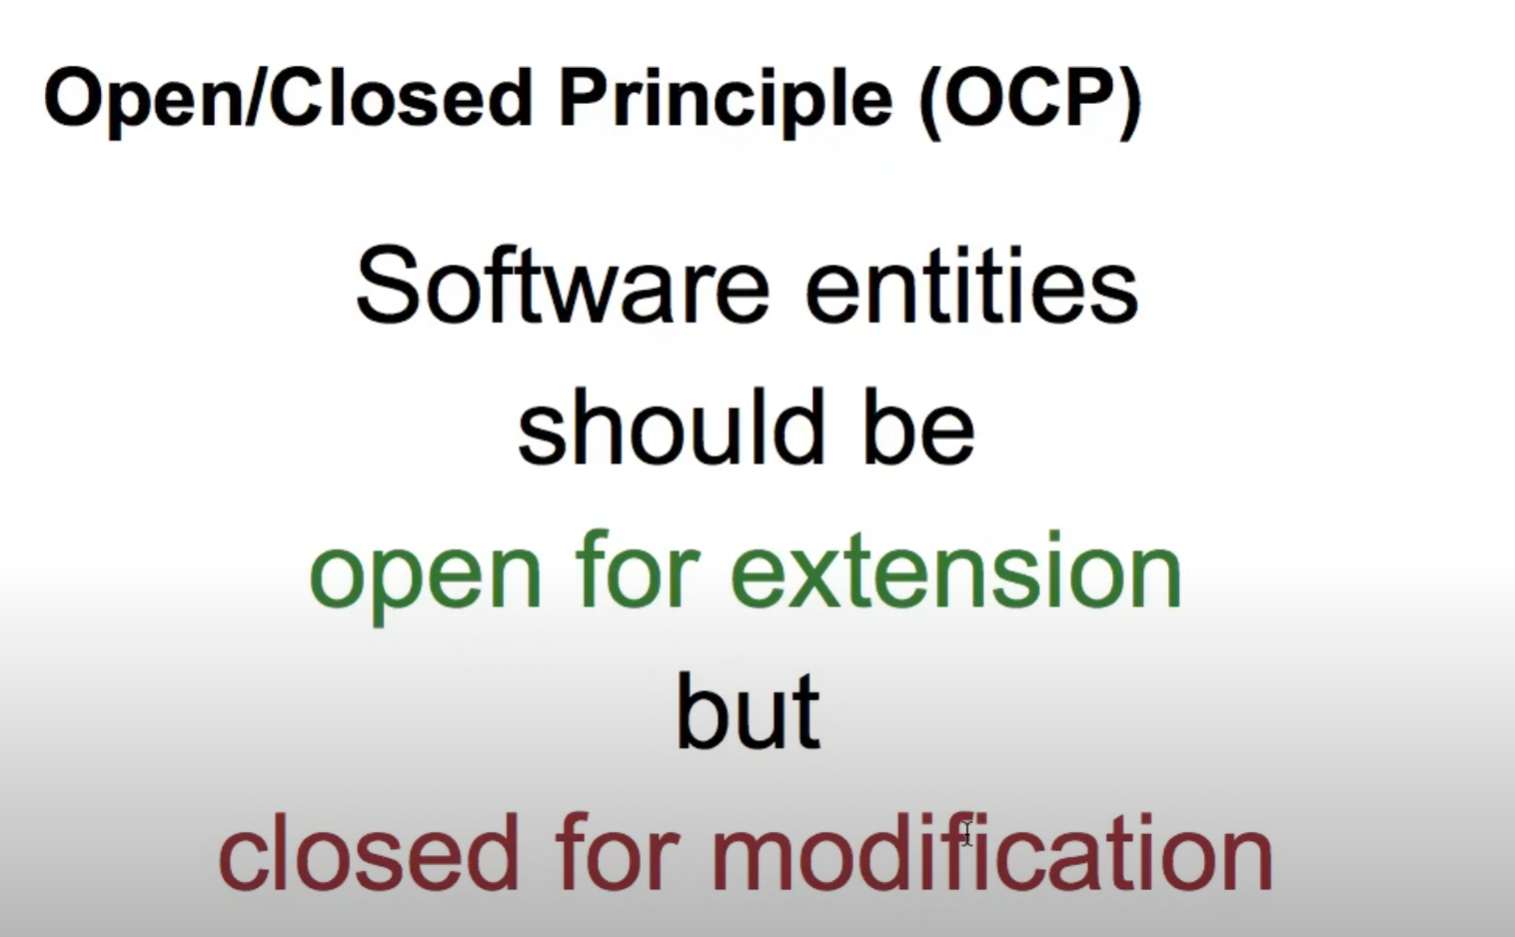 Open/Closed Principle (OCP)
Software entities
should be
open for extension
but
closed for modification